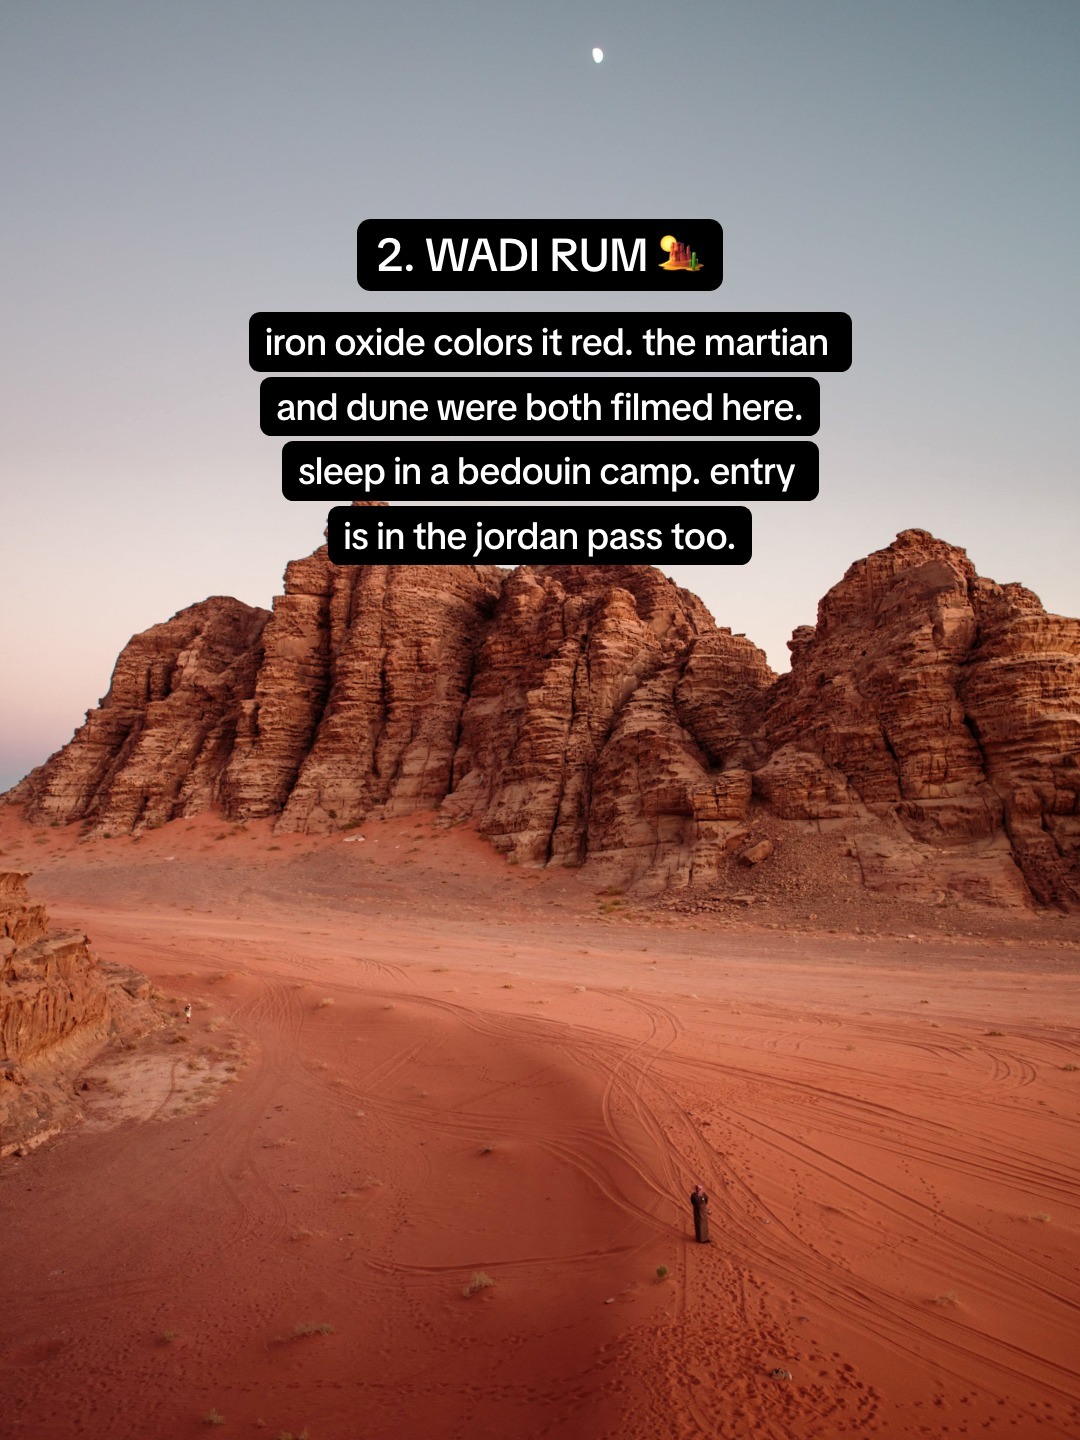 2. WADI RUM 🏜️
iron oxide colors it red. the martian
and dune were both filmed here.
sleep in a bedouin camp. entry
is in the jordan pass too.